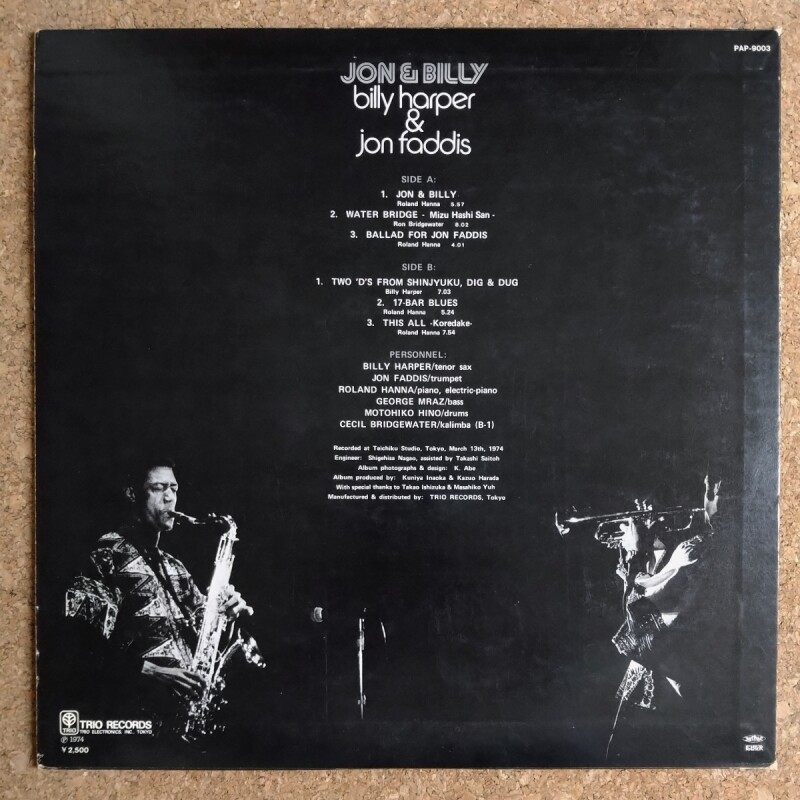 PAP-9003
JON & BILLY
billy harper
&
jon faddis
SIDE A:
1. JON & BILLY
Roland Hanna 5.57
2. WATER BRIDGE - Mizu Hashi San -
Ron Bridgewater 8.02
3. BALLAD FOR JON FADDIS
Roland Hanna 4.01
SIDE B:
1. TWO 'D'S FROM SHINJYUKU, DIG & DUG
Billy Harper 7.03
2. 17-BAR BLUES
Roland Hanna 5.24
3. THIS ALL -Koredake-
Roland Hanna 7.54
PERSONNEL:
BILLY HARPER/tenor sax
JON FADDIS/trumpet
ROLAND HANNA/piano, electric-piano
GEORGE MRAZ/bass
MOTOHIKO HINO/drums
CECIL BRIDGEWATER/kalimba (B-1)
Recorded at Teichiku Studio, Tokyo, March 13th, 1974
Engineer: Shigehisa Nagao, assisted by Takashi Saitoh
Album photographs & design: K. Abe
Album produced by: Kuniya Inaoka & Kazuo Harada
With special thanks to Takao Ishizuka & Masahiko Yuh
Manufactured & distributed by: TRIO RECORDS, Tokyo
TRIO
TRIO RECORDS
TRIO ELECTRONICS, INC. TOKYO
℗ 1974
¥2,500